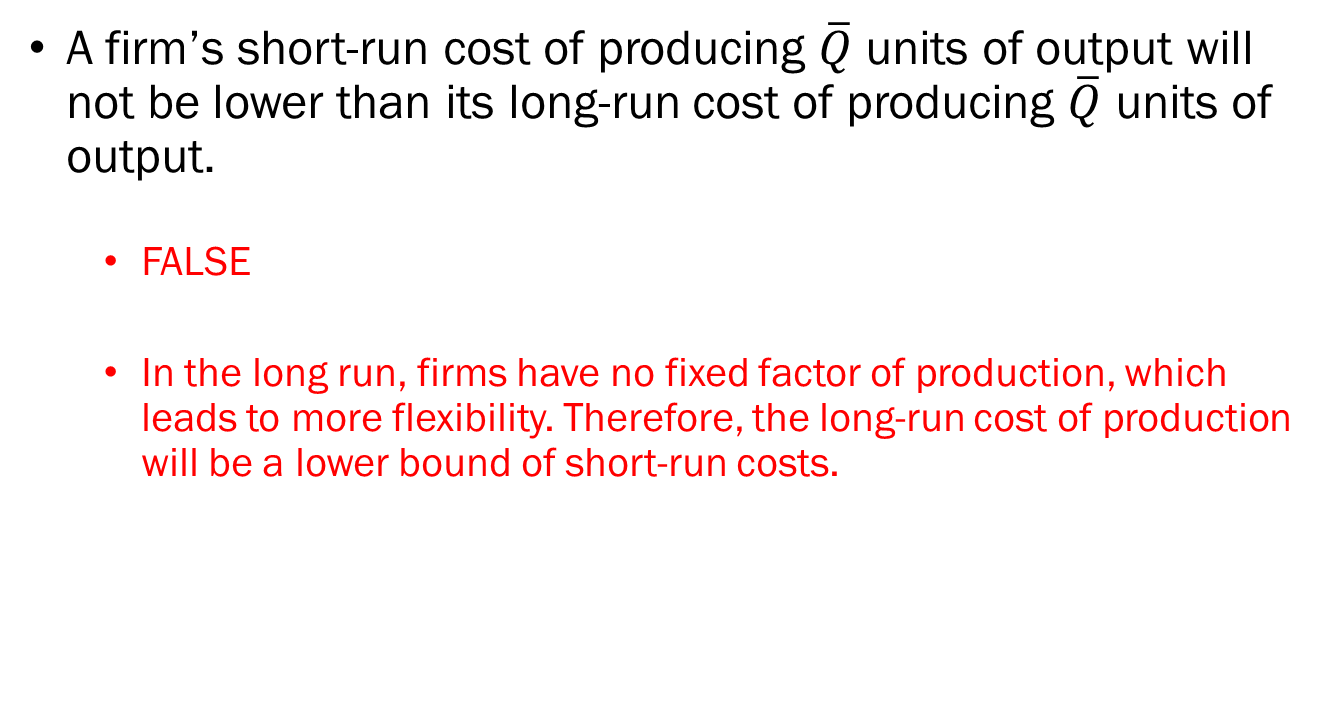 • A firm’s short-run cost of producing Q̅ units of output will
not be lower than its long-run cost of producing Q̅ units of
output.
• FALSE
• In the long run, firms have no fixed factor of production, which
leads to more flexibility. Therefore, the long-run cost of production
will be a lower bound of short-run costs.